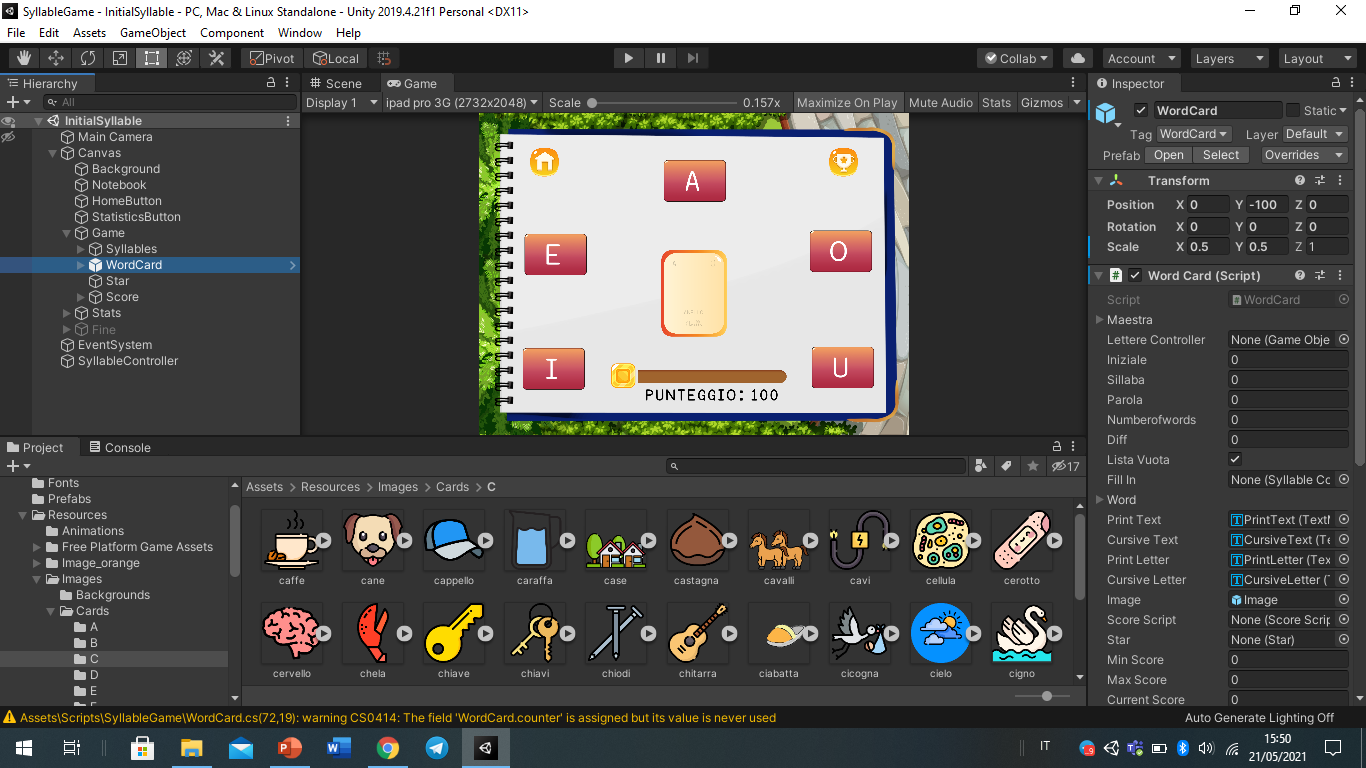 SyllableGame - InitialSyllable - PC, Mac & Linux Standalone - Unity 2019.4.21f1 Personal <DX11>
File Edit Assets GameObject Component Window Help
Pivot Local Collab Account Layers Layout
Hierarchy
All
InitialSyllable
Main Camera
Canvas
Background
Notebook
HomeButton
StatisticsButton
Game
Syllables
WordCard
Star
Score
Stats
Fine
EventSystem
SyllableController
Scene Game
Display 1 ipad pro 3G (2732x2048) Scale 0.157x Maximize On Play Mute Audio Stats Gizmos
A
E
O
I
U
PUNTEGGIO: 100
Inspector
WordCard Static
Tag WordCard Layer Default
Prefab Open Select Overrides
Transform
Position X 0 Y -100 Z 0
Rotation X 0 Y 0 Z 0
Scale X 0.5 Y 0.5 Z 1
Word Card (Script)
Script WordCard
Maestra
Lettere Controller None (Game Obje
Iniziale 0
Sillaba 0
Parola 0
Numberofwords 0
Diff 0
Lista Vuota
Fill In None (Syllable Co
Word
Print Text PrintText (TextM
Cursive Text CursiveText (Te
Print Letter PrintLetter (Tex
Cursive Letter CursiveLetter (T
Image Image
Score Script None (Score Scrip
Star None (Star)
Min Score 0
Max Score 0
Current Score 0
Project Console
17
Fonts
Prefabs
Resources
Animations
Free Platform Game Assets
Image_orange
Images
Backgrounds
Cards
A
B
C
D
E
Assets > Resources > Images > Cards > C
caffe cane cappello caraffa case castagna cavalli cavi cellula cerotto
cervello chela chiave chiavi chiodi chitarra ciabatta cicogna cielo cigno
Assets\Scripts\SyllableGame\WordCard.cs(72,19): warning CS0414: The field 'WordCard.counter' is assigned but its value is never used
Auto Generate Lighting Off
IT
15:50
21/05/2021